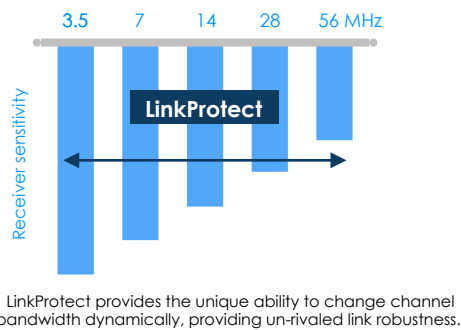 3.5 7 14 28 56 MHz
LinkProtect
Receiver sensitivity
LinkProtect provides the unique ability to change channel
bandwidth dynamically, providing un-rivaled link robustness.